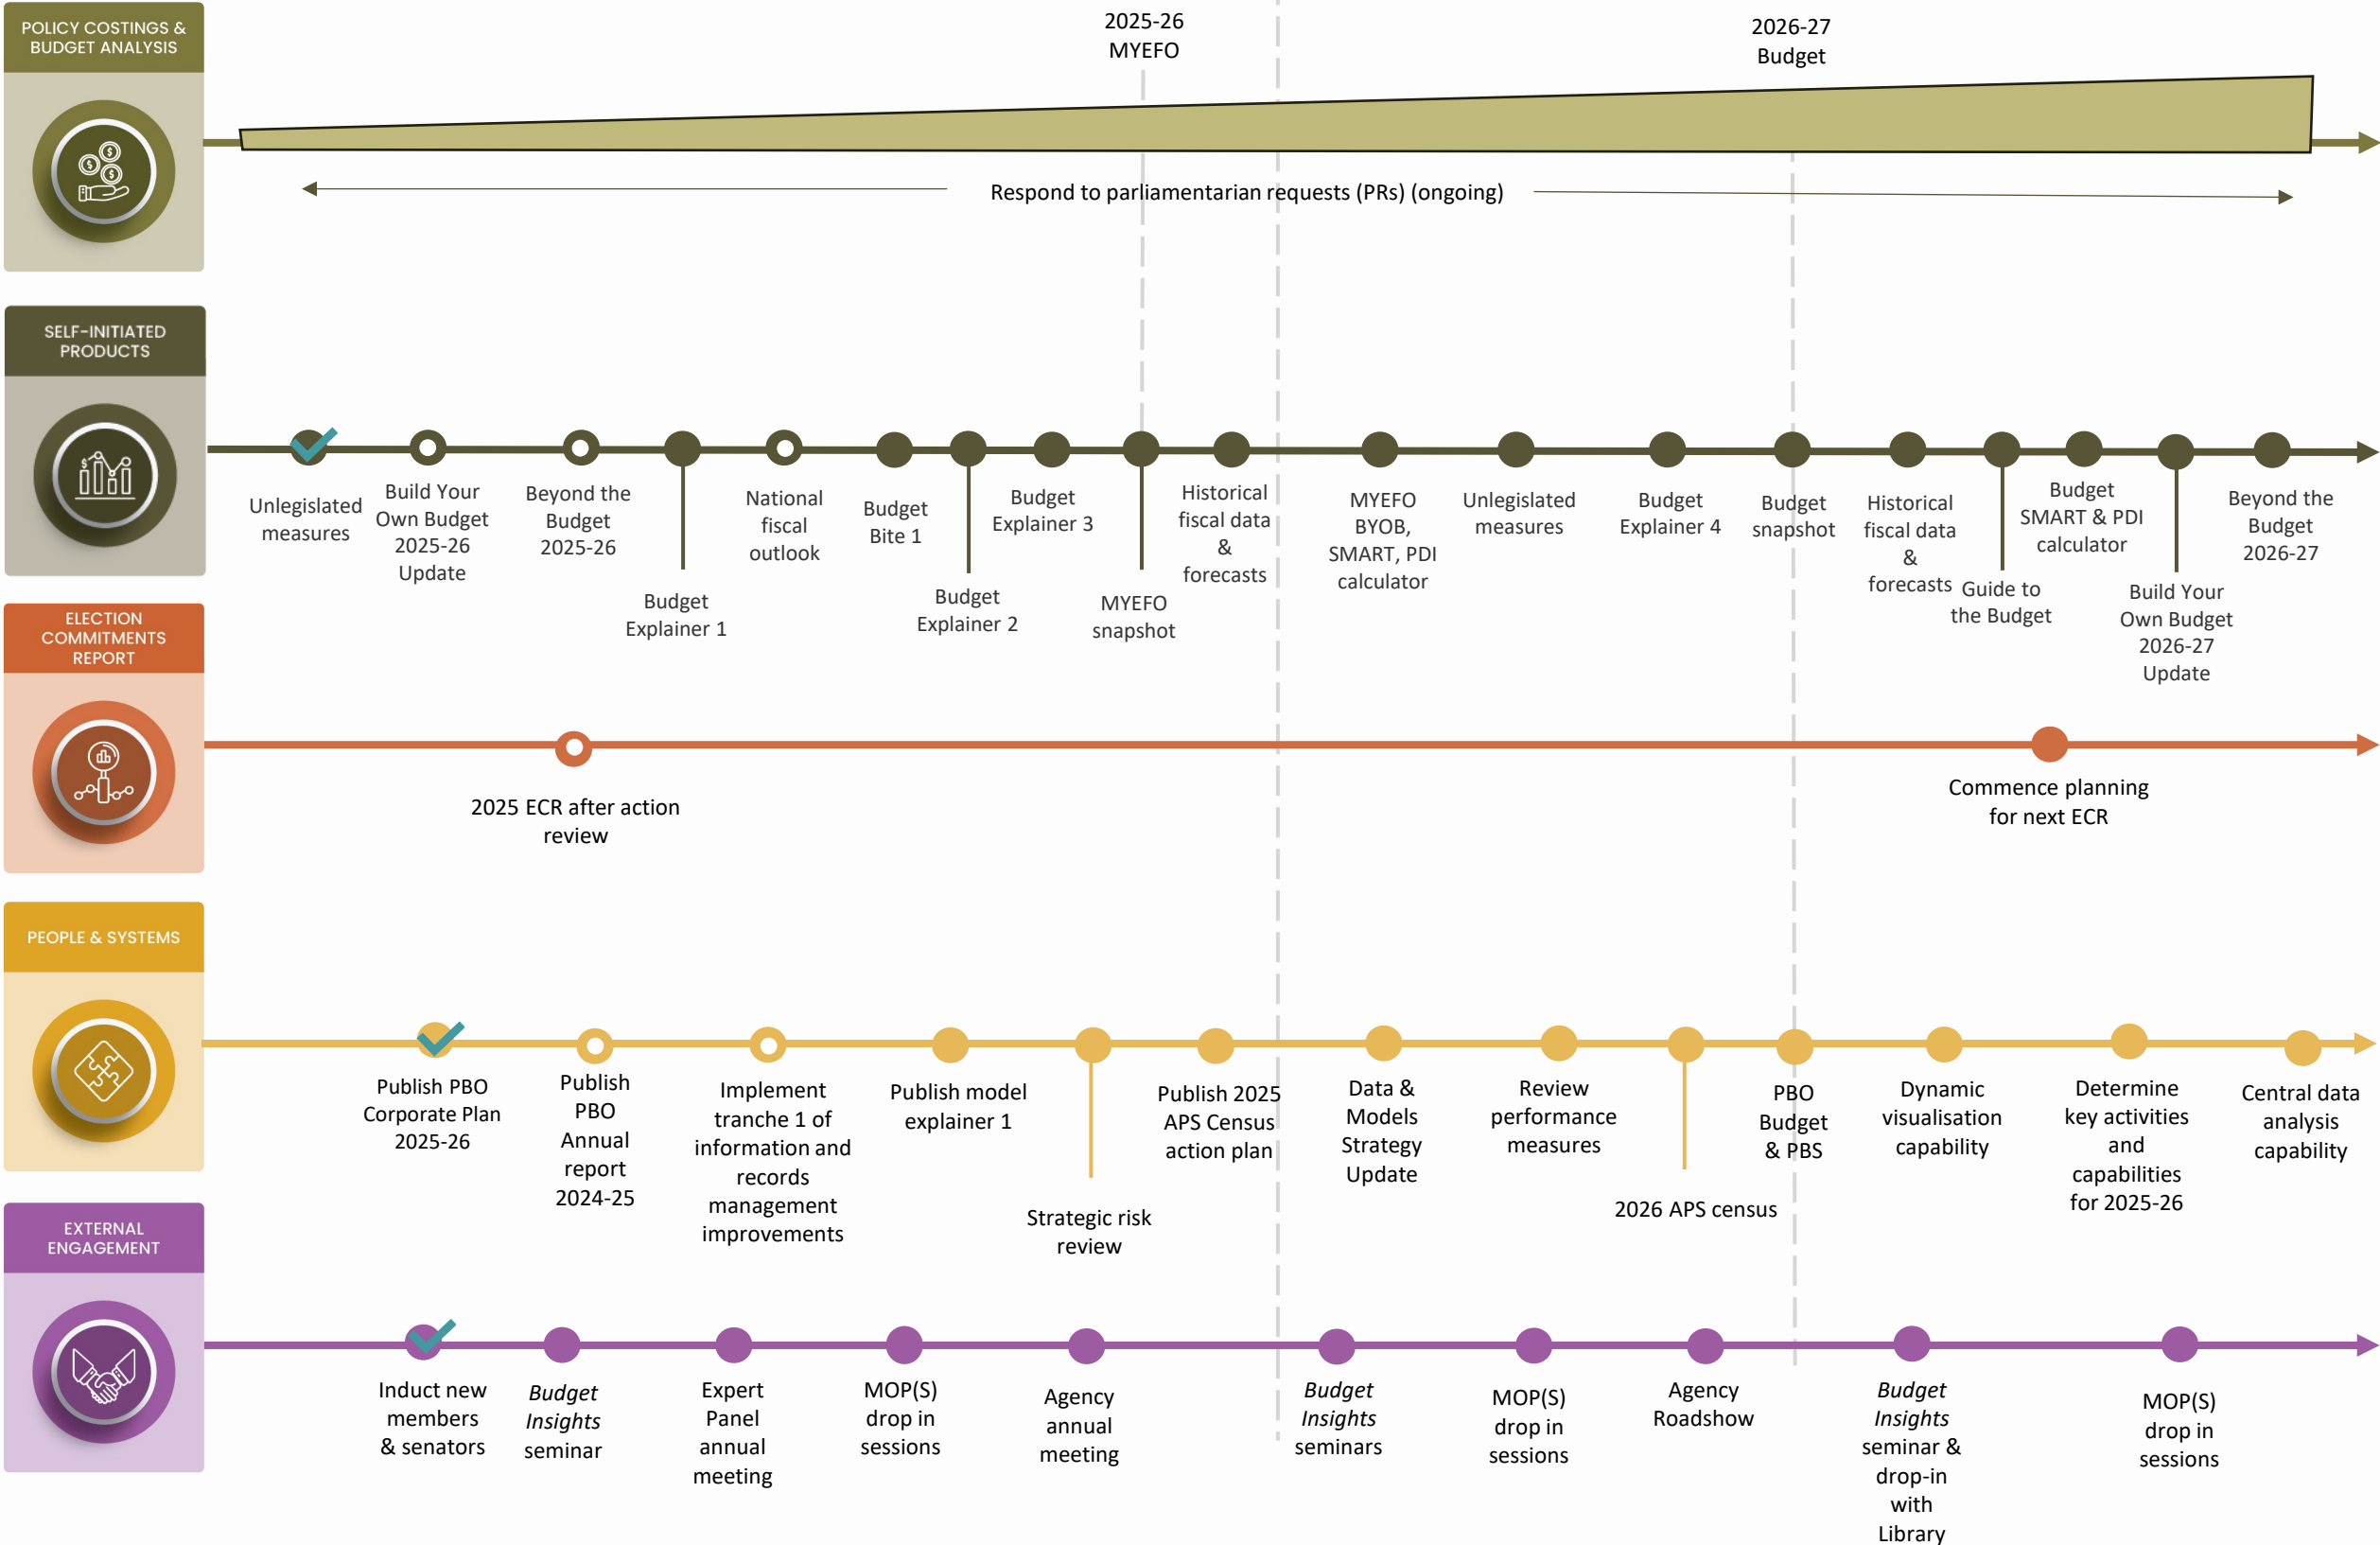 POLICY COSTINGS &
BUDGET ANALYSIS
2025-26
MYEFO
2026-27
Budget
Respond to parliamentarian requests (PRs) (ongoing)
SELF-INITIATED
PRODUCTS
Unlegislated
measures
Build Your
Own Budget
2025-26
Update
Beyond the
Budget
2025-26
Budget
Explainer 1
National
fiscal
outlook
Budget
Bite 1
Budget
Explainer 2
Budget
Explainer 3
MYEFO
snapshot
Historical
fiscal data
&
forecasts
MYEFO
BYOB,
SMART, PDI
calculator
Unlegislated
measures
Budget
Explainer 4
Budget
snapshot
Historical
fiscal data
&
forecasts
Guide to
the Budget
Budget
SMART & PDI
calculator
Build Your
Own Budget
2026-27
Update
Beyond the
Budget
2026-27
ELECTION
COMMITMENTS
REPORT
2025 ECR after action
review
Commence planning
for next ECR
PEOPLE & SYSTEMS
Publish PBO
Corporate Plan
2025-26
Publish
PBO
Annual
report
2024-25
Implement
tranche 1 of
information and
records
management
improvements
Publish model
explainer 1
Strategic risk
review
Publish 2025
APS Census
action plan
Data &
Models
Strategy
Update
Review
performance
measures
2026 APS census
PBO
Budget
& PBS
Dynamic
visualisation
capability
Determine
key activities
and
capabilities
for 2025-26
Central data
analysis
capability
EXTERNAL
ENGAGEMENT
Induct new
members
& senators
Budget
Insights
seminar
Expert
Panel
annual
meeting
MOP(S)
drop in
sessions
Agency
annual
meeting
Budget
Insights
seminars
MOP(S)
drop in
sessions
Agency
Roadshow
Budget
Insights
seminar &
drop-in
with
Library
MOP(S)
drop in
sessions